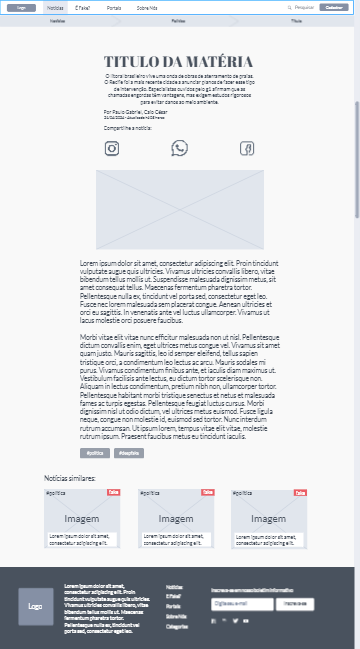 Logo Notícias É Fake? Portais Sobre Nós Pesquisar Cadastrar
Notícias Política Título
TITULO DA MATÉRIA
O litoral brasileiro vive uma onda de obras de aterramento de praias.
O Recife foi a mais recente cidade a anunciar planos de fazer esse tipo
de intervenção. Especialistas ouvidos pelo g1 afirmam que as
chamadas engordas têm vantagens, mas exigem estudos rigorosos
para evitar danos ao meio ambiente.
Por Paulo Gabriel, Caio César
Compartilhe a notícia:
Lorem ipsum dolor sit amet, consectetur adipiscing elit. Proin tincidunt
vulputate augue quis ultricies. Vivamus ultricies convallis libero, vitae
bibendum tellus mollis ut. Suspendisse malesuada dignissim metus, sit
amet consequat tellus. Maecenas fermentum pharetra tortor.
Pellentesque nulla ex, tincidunt vel porta sed, consectetur eget leo.
Fusce nec lorem malesuada sem placerat congue. Aenean ultricies et
orci eu sagittis. In venenatis ante vel luctus ullamcorper. Vivamus ut
lacus molestie orci posuere faucibus.
Morbi vitae elit vitae nunc efficitur malesuada non ut nisl. Pellentesque
dictum convallis enim, eget ultrices metus congue vel. Vivamus sit amet
quam justo. Mauris sagittis, leo id semper eleifend, tellus sapien
tristique orci, a condimentum leo lectus ac arcu. Mauris sodales mi
purus. Vivamus condimentum finibus ante, et iaculis diam maximus ut.
Vestibulum facilisis ante lectus, eu dictum tortor scelerisque non.
Aliquam in lectus condimentum, pretium nibh non, ullamcorper tortor.
Pellentesque habitant morbi tristique senectus et netus et malesuada
fames ac turpis egestas. Pellentesque feugiat luctus cursus. Morbi
dignissim nisl ut odio dictum, vel ultrices metus euismod. Fusce ligula
neque, congue non molestie id, euismod sed tortor. Nunc interdum
rutrum accumsan. Ut ipsum lorem, tempus vitae elit vitae, molestie
rutrum ipsum. Praesent faucibus metus eu tincidunt iaculis.
#política #deepfake
Notícias similares:
#política Fake #política Fake #política Fake
Imagem Imagem Imagem
Lorem ipsum dolor sit amet, Lorem ipsum dolor sit amet, Lorem ipsum dolor sit amet,
consectetur adipiscing elit. consectetur adipiscing elit. consectetur adipiscing elit.
Logo
Lorem ipsum dolor sit amet,
consectetur adipiscing elit.
Proin tincidunt vulputate
augue quis ultricies.
Vivamus ultricies convallis
libero, vitae bibendum tellus
mollis ut. Maecenas
fermentum pharetra tortor.
Pellentesque nulla ex, tincidunt vel
porta sed, consectetur eget leo.
Notícias
É Fake?
Portais
Sobre Nós
Categorias
Inscreva-se em nosso boletim informativo:
Digite seu e-mail Inscreva-se